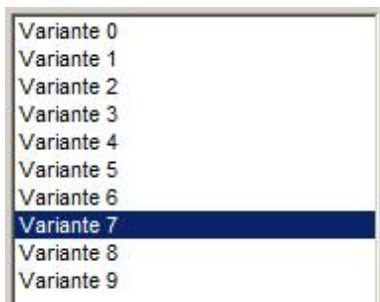 Variante 0
Variante 1
Variante 2
Variante 3
Variante 4
Variante 5
Variante 6
Variante 7
Variante 8
Variante 9